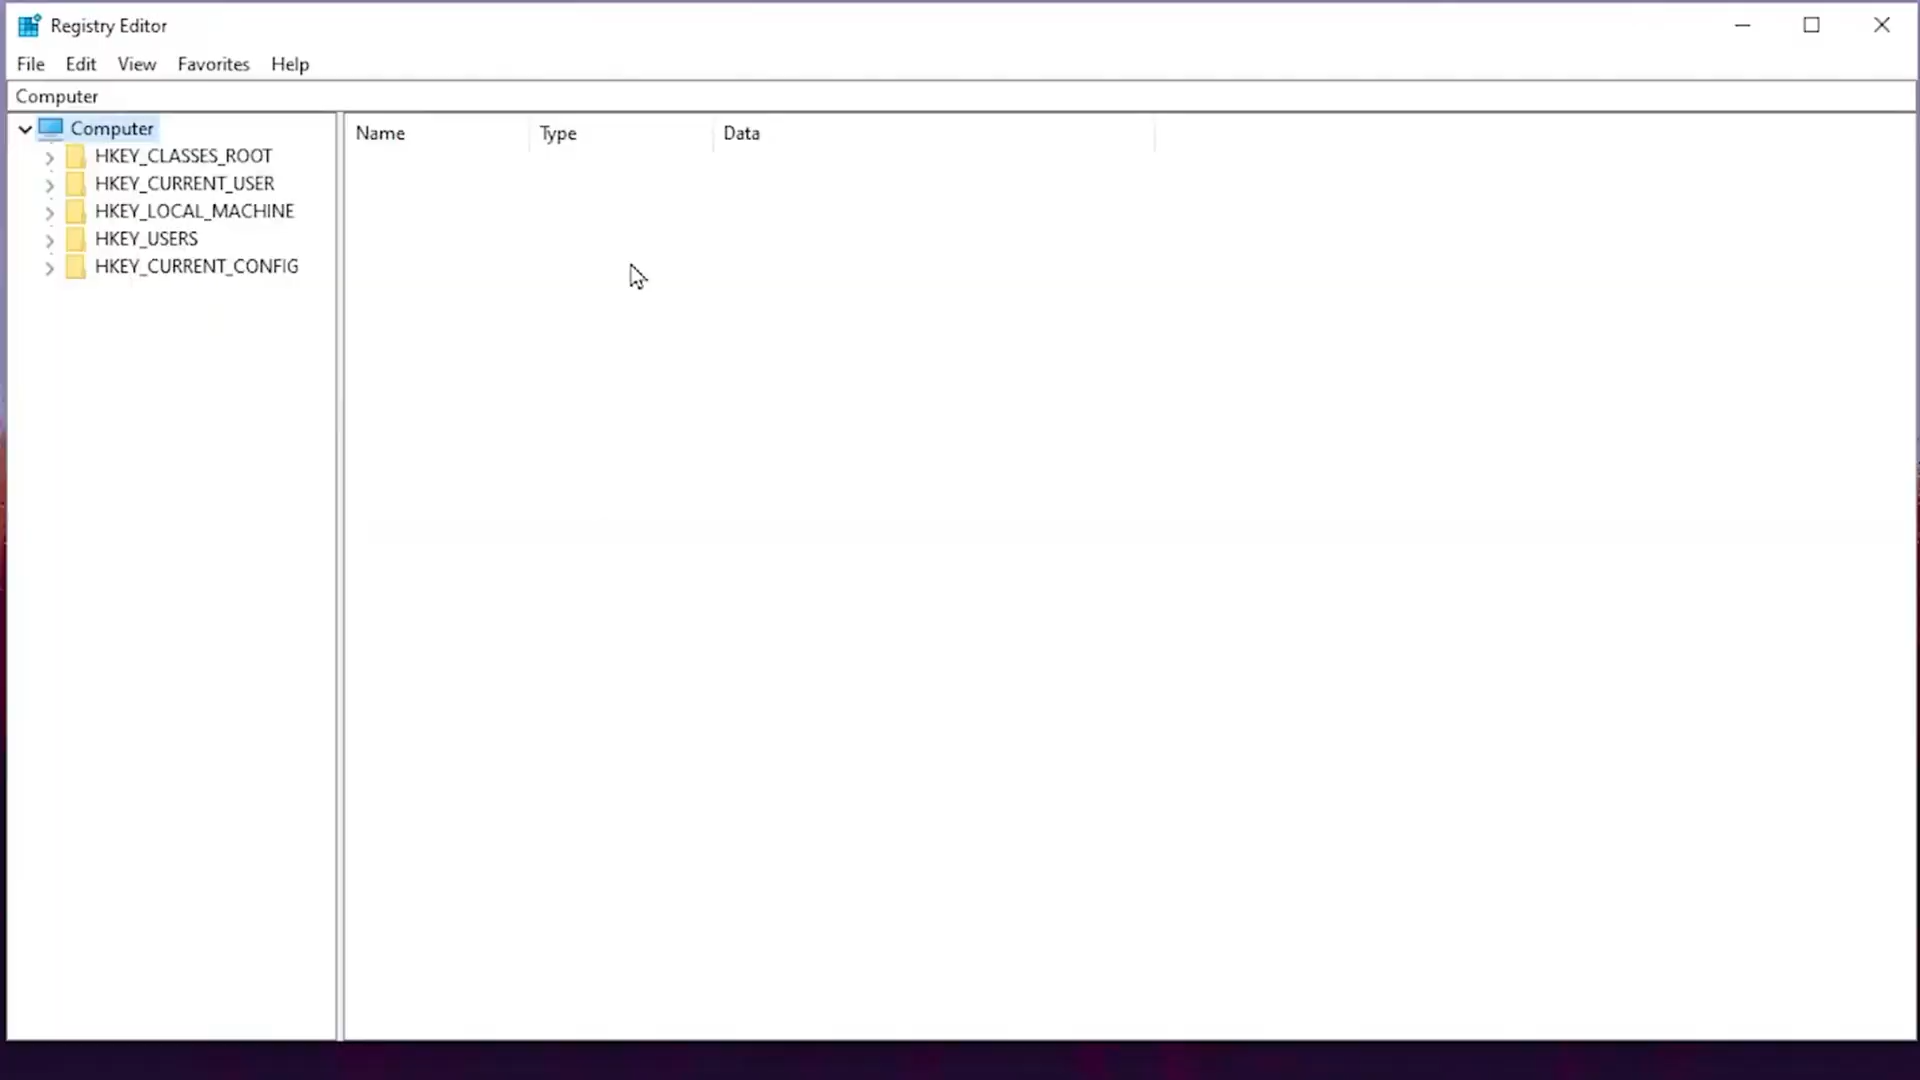 Registry Editor
File Edit View Favorites Help
Computer
Computer
HKEY_CLASSES_ROOT
HKEY_CURRENT_USER
HKEY_LOCAL_MACHINE
HKEY_USERS
HKEY_CURRENT_CONFIG
Name Type Data